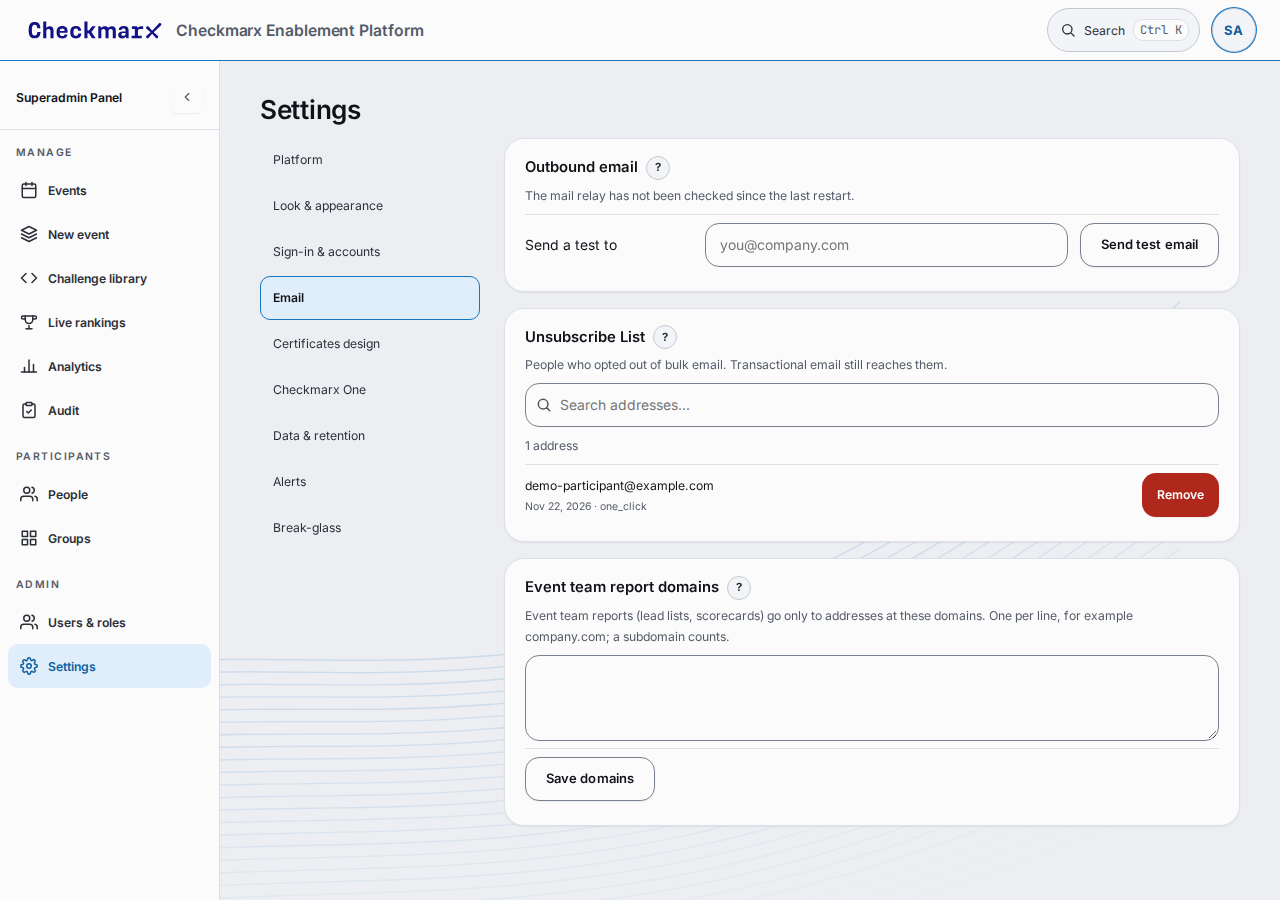 Checkmarx
Checkmarx Enablement Platform
Search Ctrl K
SA
Superadmin Panel
MANAGE
Events
New event
Challenge library
Live rankings
Analytics
Audit
PARTICIPANTS
People
Groups
ADMIN
Users & roles
Settings
Settings
Platform
Look & appearance
Sign-in & accounts
Email
Certificates design
Checkmarx One
Data & retention
Alerts
Break-glass
Outbound email ?
The mail relay has not been checked since the last restart.
Send a test to you@company.com Send test email
Unsubscribe List ?
People who opted out of bulk email. Transactional email still reaches them.
Search addresses...
1 address
demo-participant@example.com
Nov 22, 2026 · one_click
Remove
Event team report domains ?
Event team reports (lead lists, scorecards) go only to addresses at these domains. One per line, for example
company.com; a subdomain counts.
Save domains